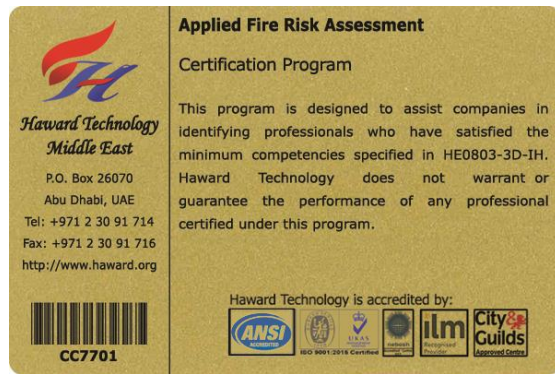 Haward Technology
Middle East
P.O. Box 26070
Abu Dhabi, UAE
Tel: +971 2 30 91 714
Fax: +971 2 30 91 716
http://www.haward.org
CC7701
Applied Fire Risk Assessment
Certification Program
This program is designed to assist companies in
identifying professionals who have satisfied the
minimum competencies specified in HE0803-3D-IH.
Haward Technology does not warrant or
guarantee the performance of any professional
certified under this program.
Haward Technology is accredited by:
ANSI
ACCREDITED
UKAS
ISO 9001:2015 Certified
nebosh
ilm
Recognised
Provider
City&
Guilds
Approved Centre